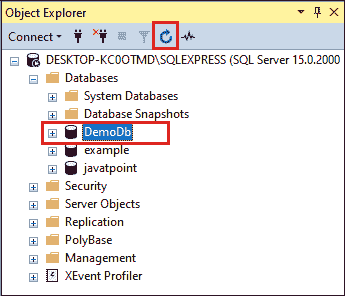 Object Explorer
Connect
DESKTOP-KC0OTMD\SQLEXPRESS (SQL Server 15.0.2000
Databases
System Databases
Database Snapshots
DemoDb
example
javatpoint
Security
Server Objects
Replication
PolyBase
Management
XEvent Profiler